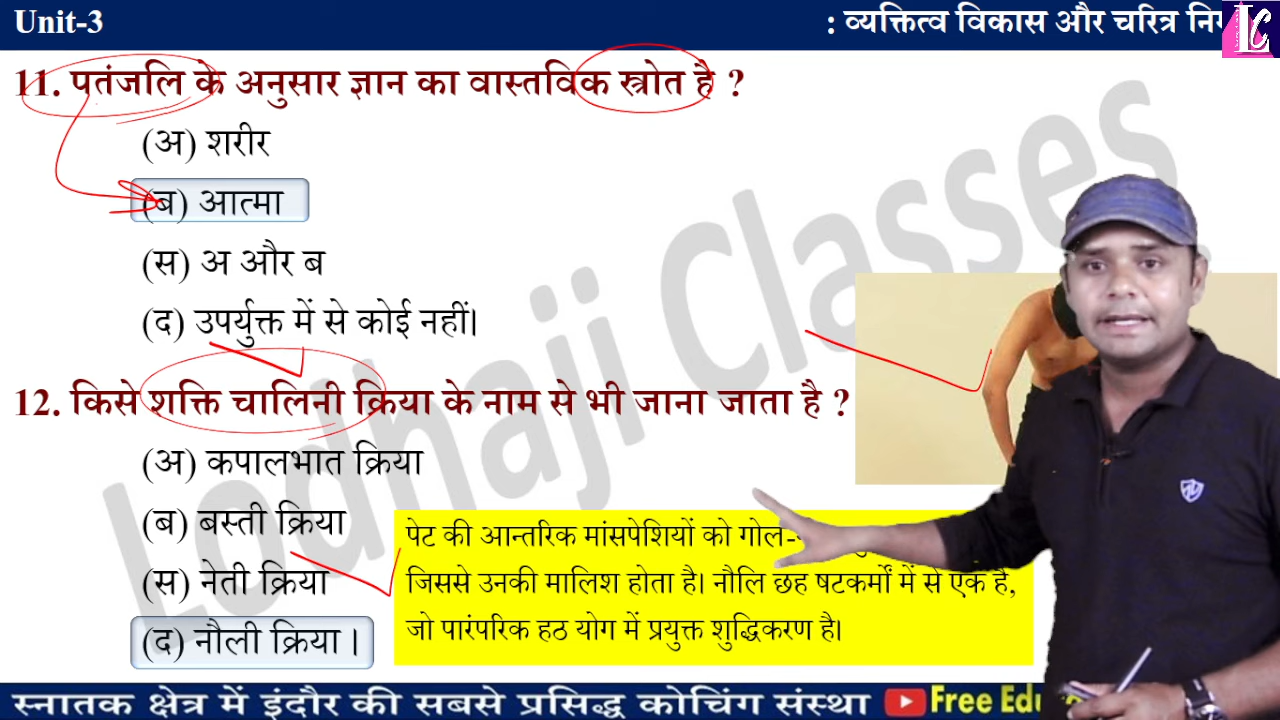 Unit-3
: व्यक्तित्व विकास और चरित्र
LC
11. पतंजलि के अनुसार ज्ञान का वास्तविक स्त्रोत है ?
(अ) शरीर
(ब) आत्मा
(स) अ और ब
(द) उपर्युक्त में से कोई नहीं।
12. किसे शक्ति चालिनी क्रिया के नाम से भी जाना जाता है ?
(अ) कपालभात क्रिया
(ब) बस्ती क्रिया
(स) नेती क्रिया
(द) नौली क्रिया ।
पेट की आन्तरिक मांसपेशियों को
जिससे उनकी मालिश होता है। नौलि छह षटकर्मों में से एक है,
जो पारंपरिक हठ योग में प्रयुक्त शुद्धिकरण है।
Lodhaji Classes
स्नातक क्षेत्र में इंदौर की सबसे प्रसिद्ध कोचिंग संस्था Free